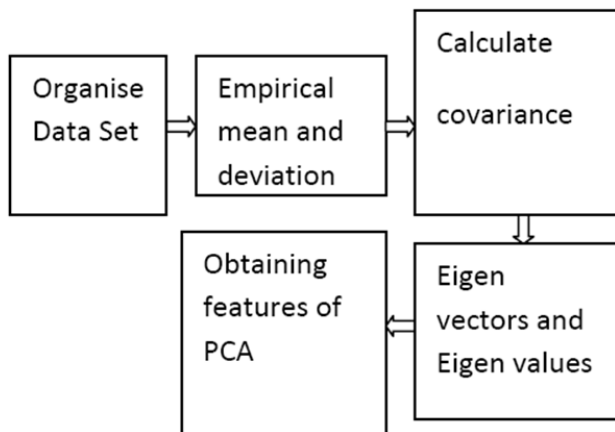 Organise
Data Set
Empirical
mean and
deviation
Calculate
covariance
Eigen
vectors and
Eigen values
Obtaining
features of
PCA